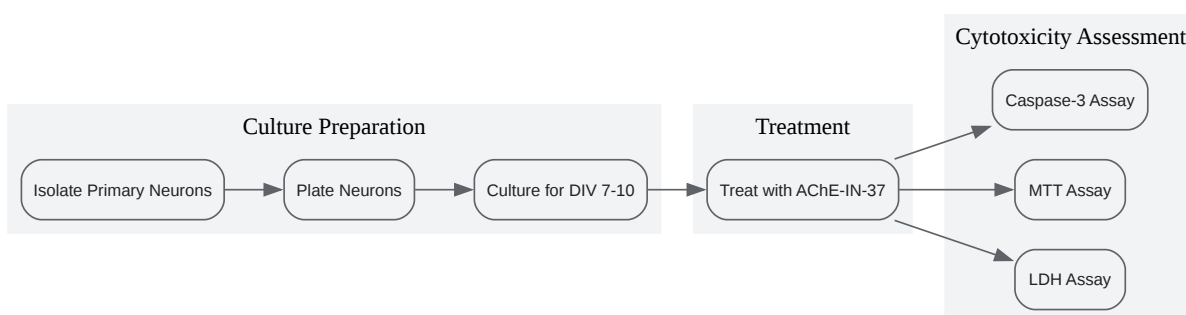 Culture Preparation
Isolate Primary Neurons
Plate Neurons
Culture for DIV 7-10
Treatment
Treat with AChE-IN-37
Cytotoxicity Assessment
Caspase-3 Assay
MTT Assay
LDH Assay